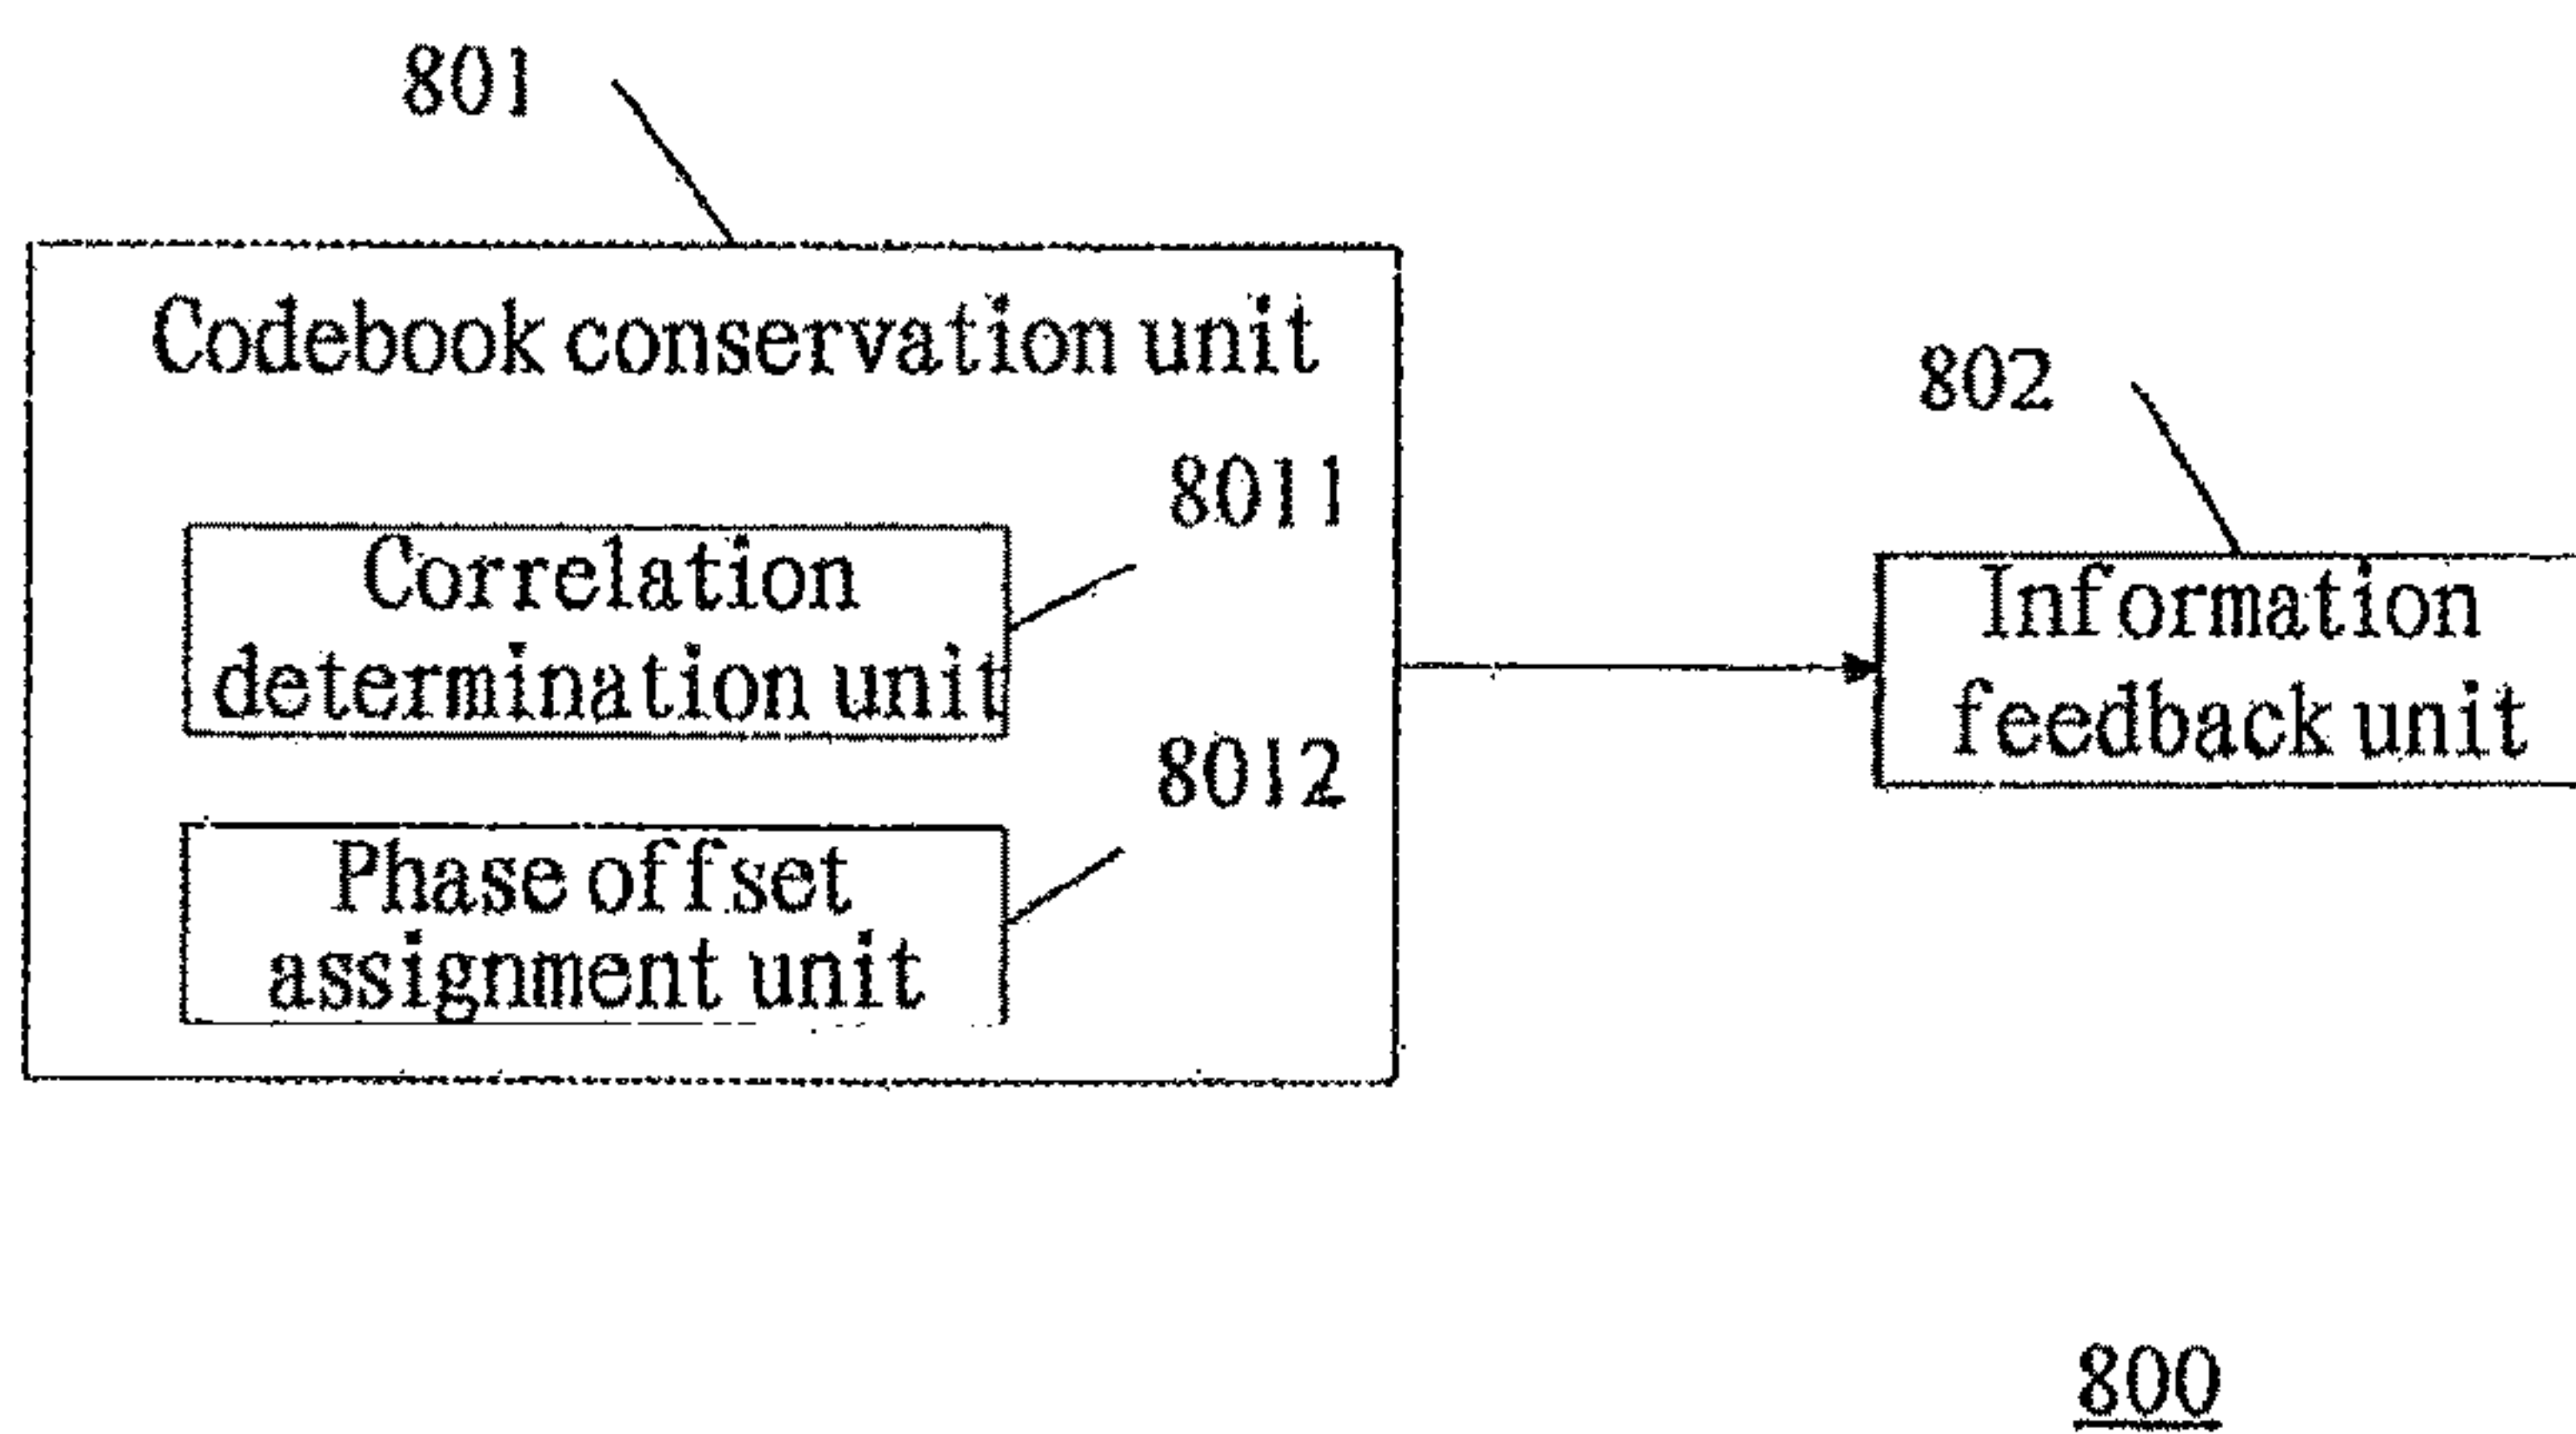 801
Codebook conservation unit
802
8011
Correlation
determination unit
Information
feedback unit
8012
Phase offset
assignment unit
800